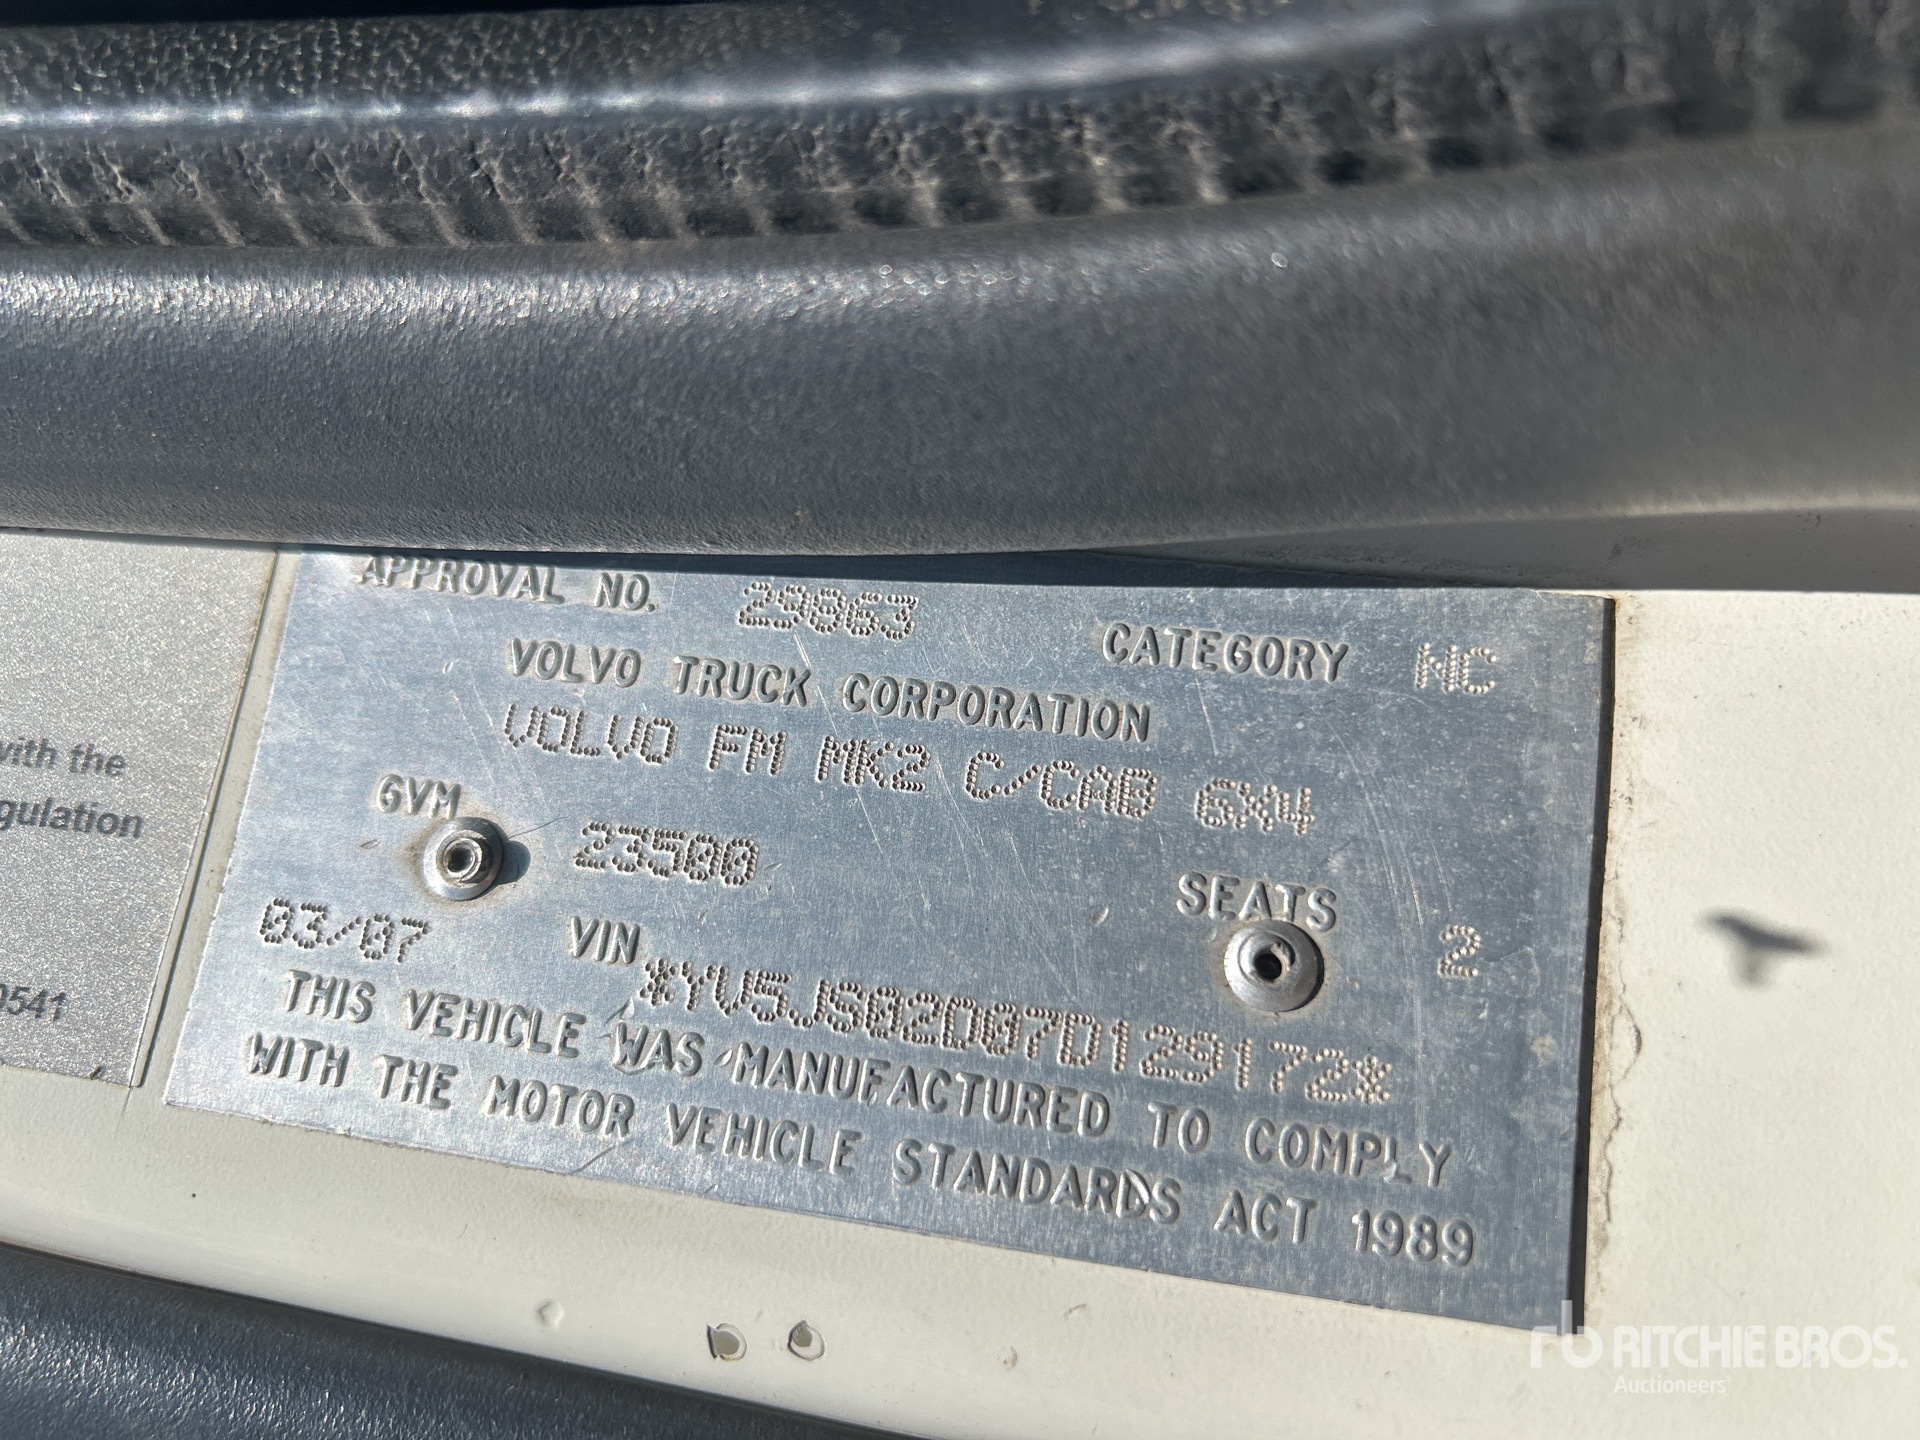 APPROVAL NO. 29863 CATEGORY NC
VOLVO TRUCK CORPORATION
VOLVO FM MK2 C/CAB 6X4
GVM 23500
SEATS 2
03/07 VIN *YV5JS02D07D129172*
THIS VEHICLE WAS MANUFACTURED TO COMPLY
WITH THE MOTOR VEHICLE STANDARDS ACT 1989
with the
gulation
0541
rb RITCHIE BROS.
Auctioneers